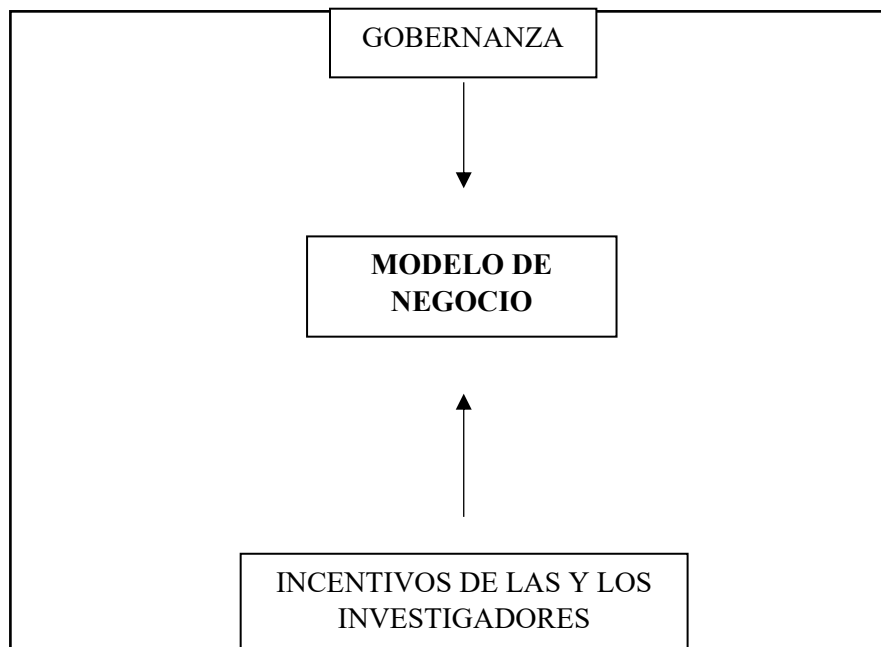 GOBERNANZA
MODELO DE
NEGOCIO
INCENTIVOS DE LAS Y LOS
INVESTIGADORES